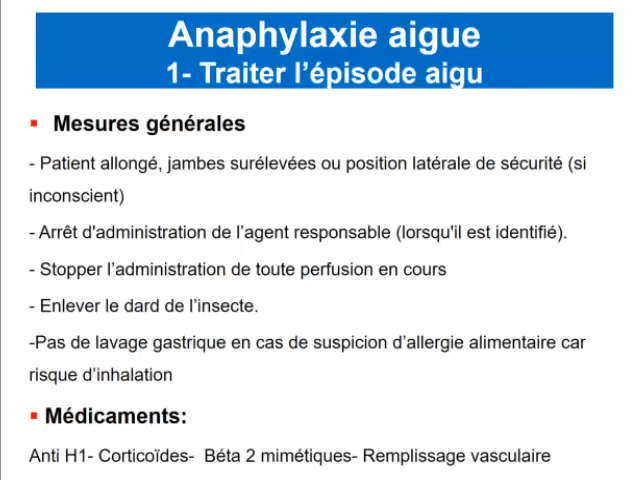 Anaphylaxie aigue
1- Traiter l'épisode aigu
▪ Mesures générales
- Patient allongé, jambes surélevées ou position latérale de sécurité (si
inconscient)
- Arrêt d'administration de l'agent responsable (lorsqu'il est identifié).
- Stopper l'administration de toute perfusion en cours
- Enlever le dard de l'insecte.
-Pas de lavage gastrique en cas de suspicion d'allergie alimentaire car
risque d'inhalation
▪ Médicaments:
Anti H1- Corticoïdes- Béta 2 mimétiques- Remplissage vasculaire